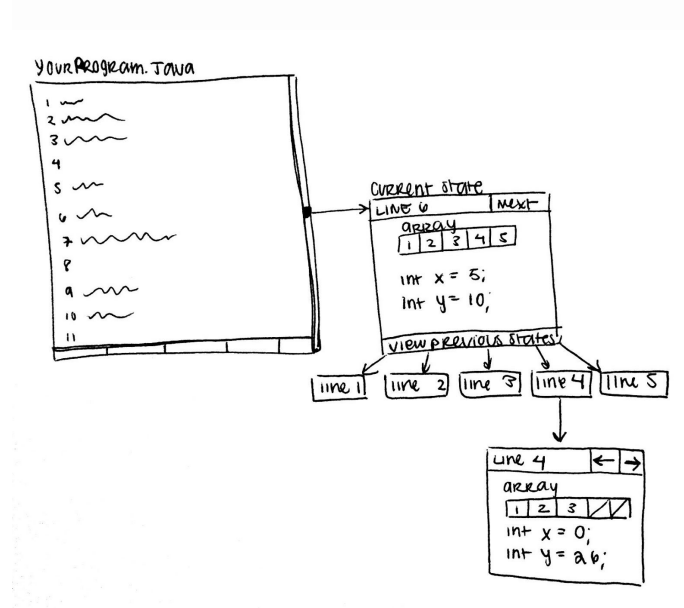 YOUR PROGRAM.Java
1
2
3
4
5
6
7
8
9
10
11
Current State
LINE 6 Next
array
1 2 3 4 5
int x = 5;
int y = 10;
view previous states
line 1 line 2 line 3 line 4 line 5
Line 4 ← →
array
1 2 3
int x = 0;
int y = 26;